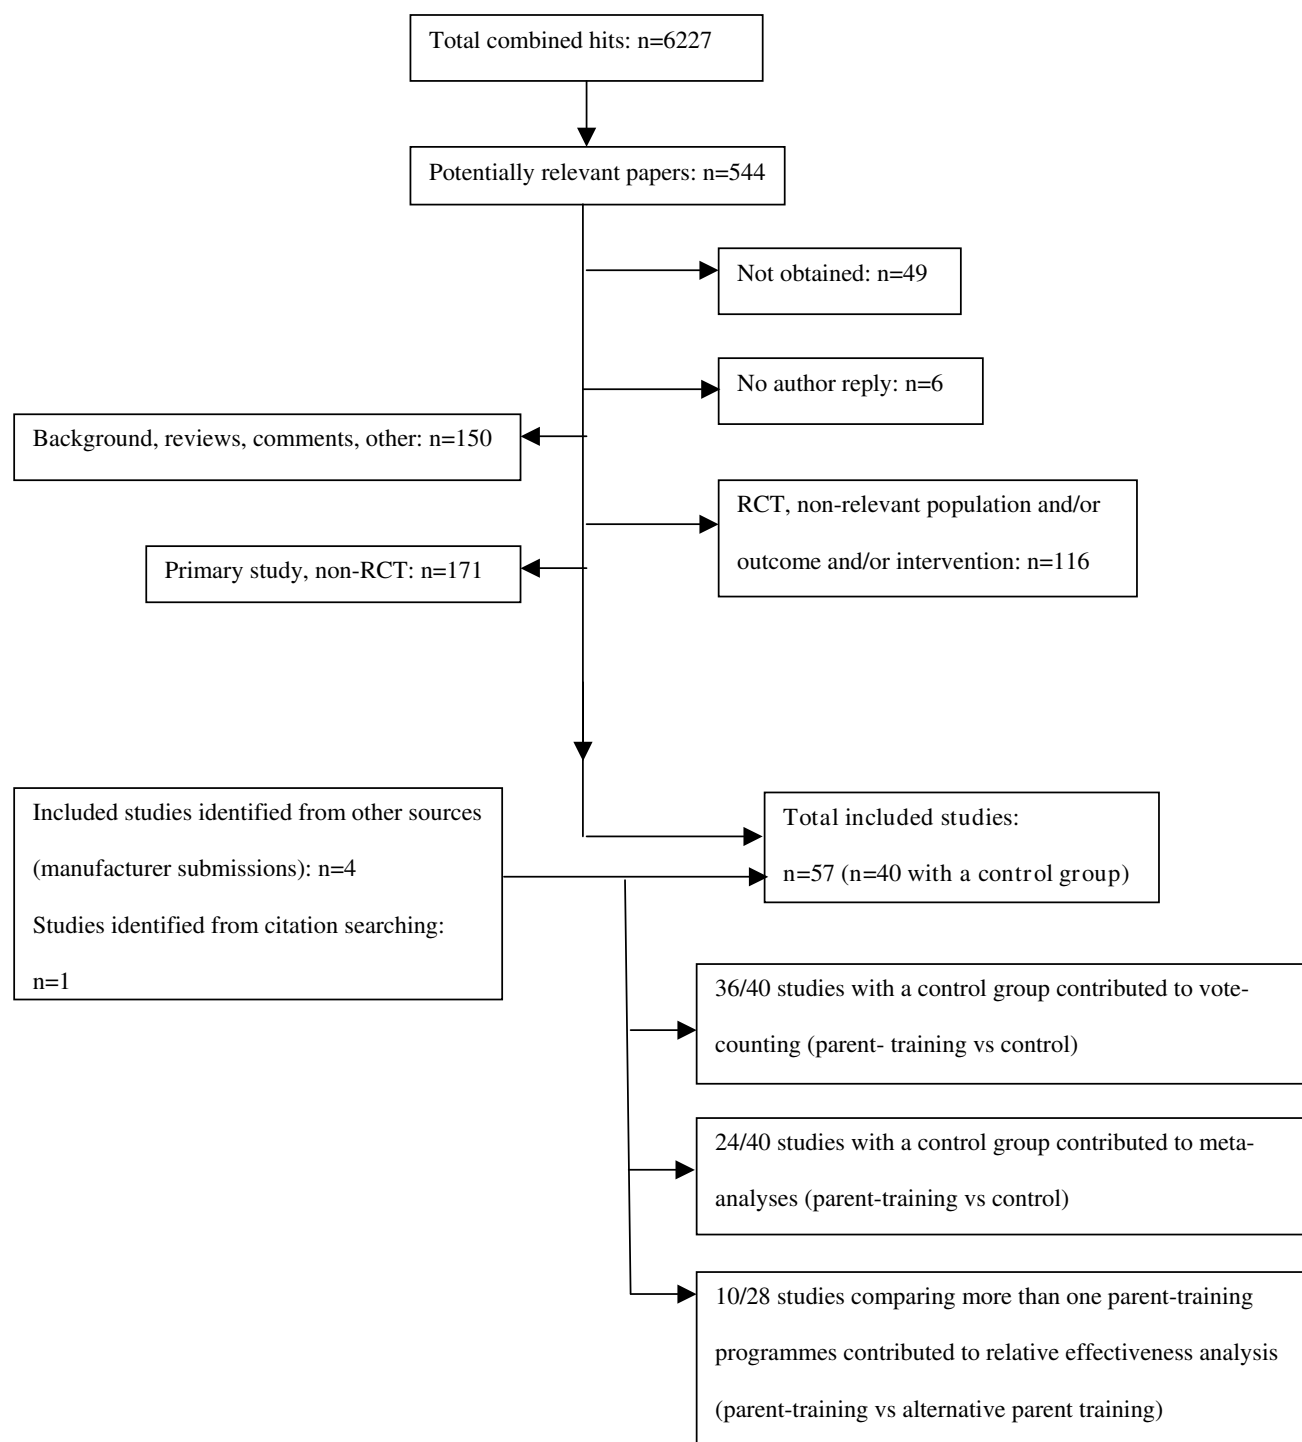 Total combined hits: n=6227
Potentially relevant papers: n=544
Not obtained: n=49
No author reply: n=6
Background, reviews, comments, other: n=150
RCT, non-relevant population and/or
outcome and/or intervention: n=116
Primary study, non-RCT: n=171
Included studies identified from other sources
(manufacturer submissions): n=4
Studies identified from citation searching:
n=1
Total included studies:
n=57 (n=40 with a control group)
36/40 studies with a control group contributed to vote-
counting (parent- training vs control)
24/40 studies with a control group contributed to meta-
analyses (parent-training vs control)
10/28 studies comparing more than one parent-training
programmes contributed to relative effectiveness analysis
(parent-training vs alternative parent training)